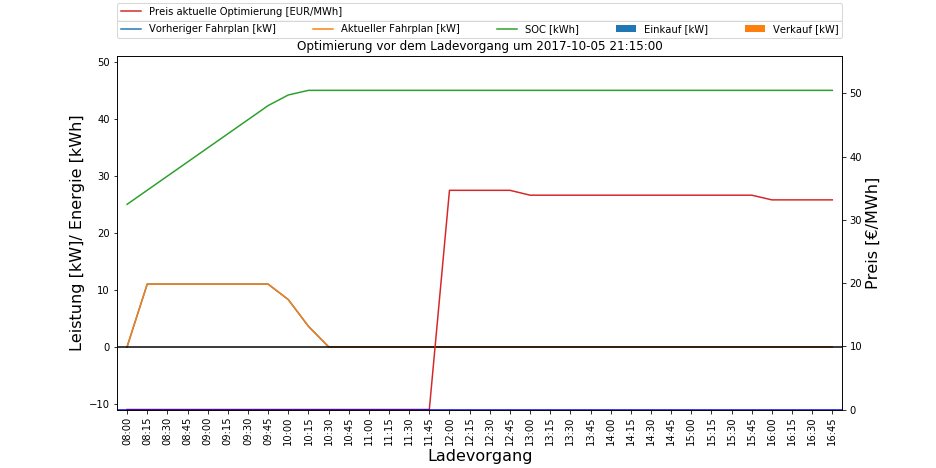 Preis aktuelle Optimierung [EUR/MWh]
Vorheriger Fahrplan [kW] Aktueller Fahrplan [kW] SOC [kWh] Einkauf [kW] Verkauf [kW]
Optimierung vor dem Ladevorgang um 2017-10-05 21:15:00
Leistung [kW]/ Energie [kWh]
50
40
30
20
10
0
−10
50
40
30
20
10
0
Preis [€/MWh]
08:00 08:15 08:30 08:45 09:00 09:15 09:30 09:45 10:00 10:15 10:30 10:45 11:00 11:15 11:30 11:45 12:00 12:15 12:30 12:45 13:00 13:15 13:30 13:45 14:00 14:15 14:30 14:45 15:00 15:15 15:30 15:45 16:00 16:15 16:30 16:45
Ladevorgang